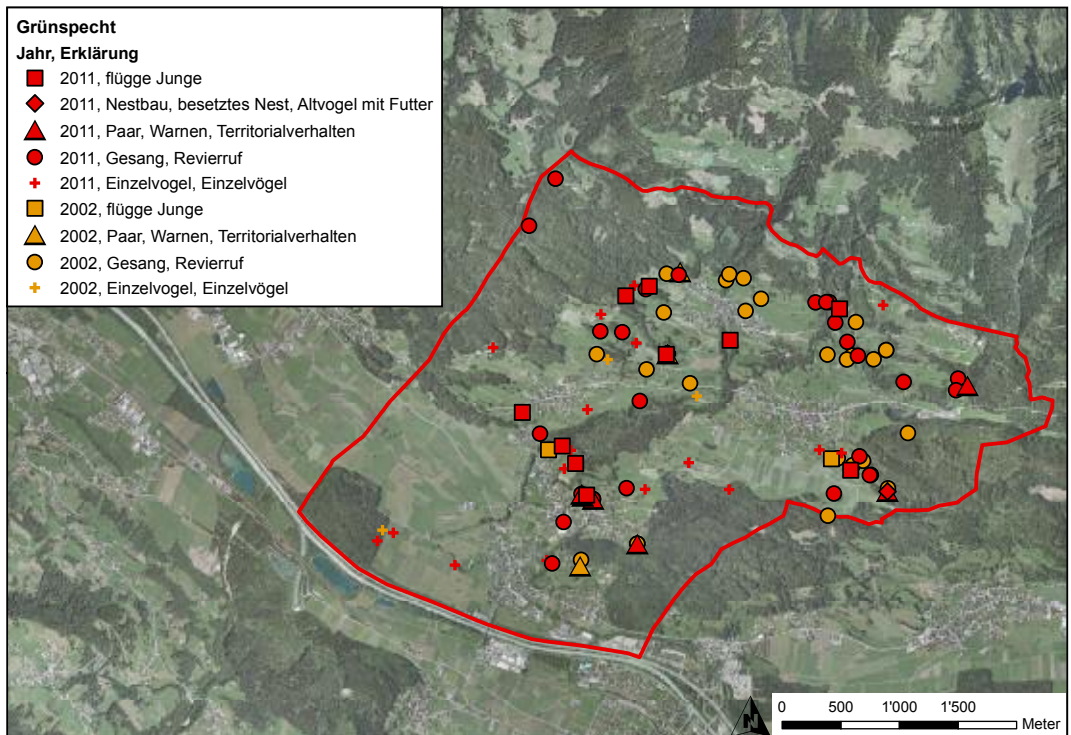 Grünspecht
Jahr, Erklärung
2011, flügge Junge
2011, Nestbau, besetztes Nest, Altvogel mit Futter
2011, Paar, Warnen, Territorialverhalten
2011, Gesang, Revierruf
2011, Einzelvogel, Einzelvögel
2002, flügge Junge
2002, Paar, Warnen, Territorialverhalten
2002, Gesang, Revierruf
2002, Einzelvogel, Einzelvögel
N
0 500 1'000 1'500
Meter